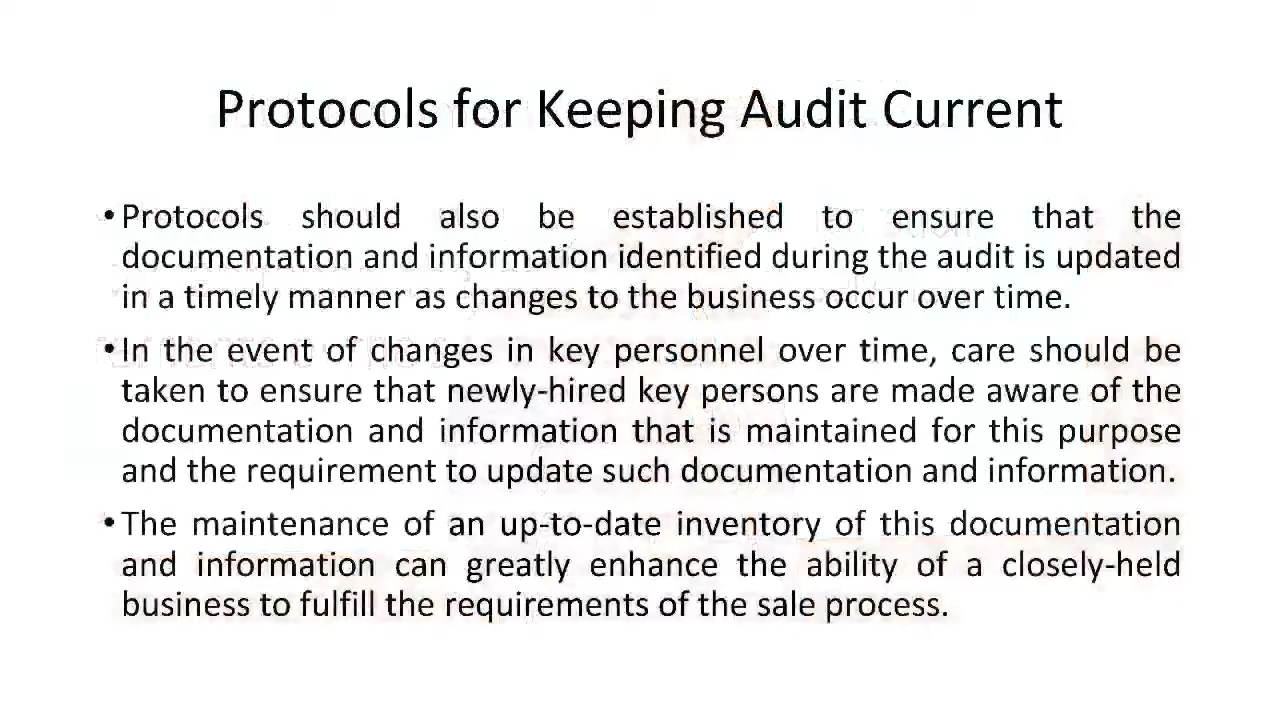 Protocols for Keeping Audit Current
•Protocols should also be established to ensure that the
documentation and information identified during the audit is updated
in a timely manner as changes to the business occur over time.
•In the event of changes in key personnel over time, care should be
taken to ensure that newly-hired key persons are made aware of the
documentation and information that is maintained for this purpose
and the requirement to update such documentation and information.
•The maintenance of an up-to-date inventory of this documentation
and information can greatly enhance the ability of a closely-held
business to fulfill the requirements of the sale process.